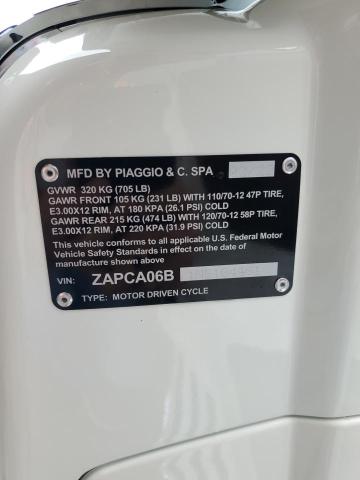 MFD BY PIAGGIO & C. SPA
GVWR 320 KG (705 LB)
GAWR FRONT 105 KG (231 LB) WITH 110/70-12 47P TIRE,
E3.00X12 RIM, AT 180 KPA (26.1 PSI) COLD
GAWR REAR 215 KG (474 LB) WITH 120/70-12 58P TIRE,
E3.00X12 RIM, AT 220 KPA (31.9 PSI) COLD
This vehicle conforms to all applicable U.S. Federal Motor
Vehicle Safety Standards in effect on the date of
manufacture shown above.
VIN: ZAPCA06B
TYPE: MOTOR DRIVEN CYCLE